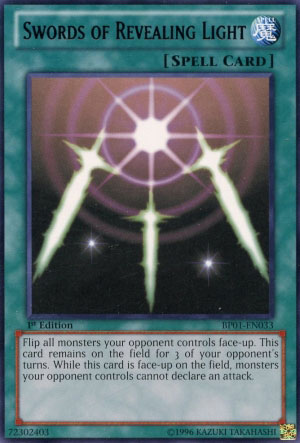 Swords of Revealing Light
魔
[Spell Card]
1st Edition
BP01-EN033
Flip all monsters your opponent controls face-up. This
card remains on the field for 3 of your opponent's
turns. While this card is face-up on the field, monsters
your opponent controls cannot declare an attack.
72302403
©1996 KAZUKI TAKAHASHI